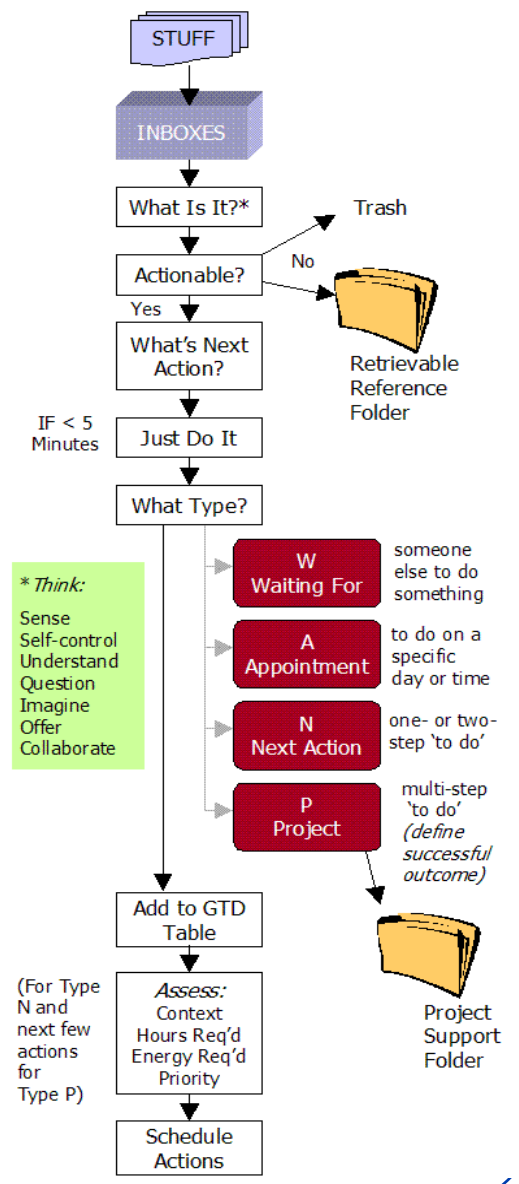 STUFF
INBOXES
What Is It?*
Trash
Actionable?
No
Yes
Retrievable
Reference
Folder
What's Next
Action?
IF < 5
Minutes
Just Do It
What Type?
W
Waiting For
someone
else to do
something
A
Appointment
to do on a
specific
day or time
N
Next Action
one- or two-
step ‘to do’
P
Project
multi-step
‘to do’
(define
successful
outcome)
* Think:
Sense
Self-control
Understand
Question
Imagine
Offer
Collaborate
Add to GTD
Table
Project
Support
Folder
(For Type
N and
next few
actions
for
Type P)
Assess:
Context
Hours Req'd
Energy Req'd
Priority
Schedule
Actions